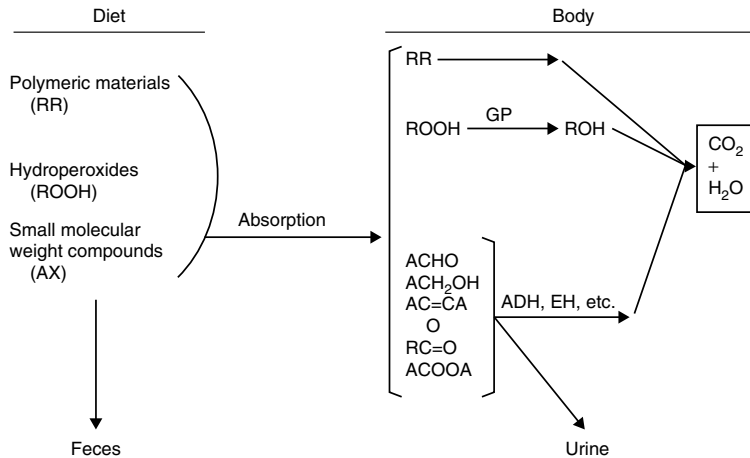 Diet
Body
Polymeric materials
(RR)
Hydroperoxides
(ROOH)
Small molecular
weight compounds
(AX)
Feces
Absorption
RR
ROOH
GP
ROH
ACHO
ACH₂OH
AC=CA
O
RC=O
ACOOA
ADH, EH, etc.
Urine
CO₂
+
H₂O